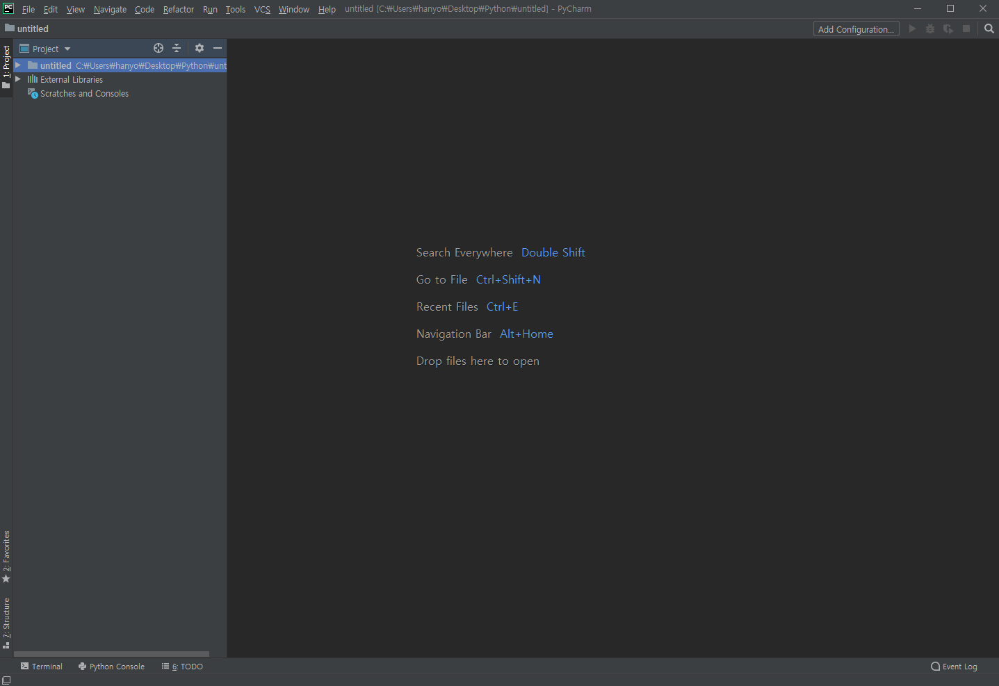 PC File Edit View Navigate Code Refactor Run Tools VCS Window Help untitled [C:₩Users₩hanyo₩Desktop₩Python₩untitled] - PyCharm
untitled Add Configuration...
1: Project
Project
untitled C:₩Users₩hanyo₩Desktop₩Python₩unt
External Libraries
Scratches and Consoles
Search Everywhere Double Shift
Go to File Ctrl+Shift+N
Recent Files Ctrl+E
Navigation Bar Alt+Home
Drop files here to open
2: Favorites
7: Structure
Terminal Python Console 6: TODO Event Log